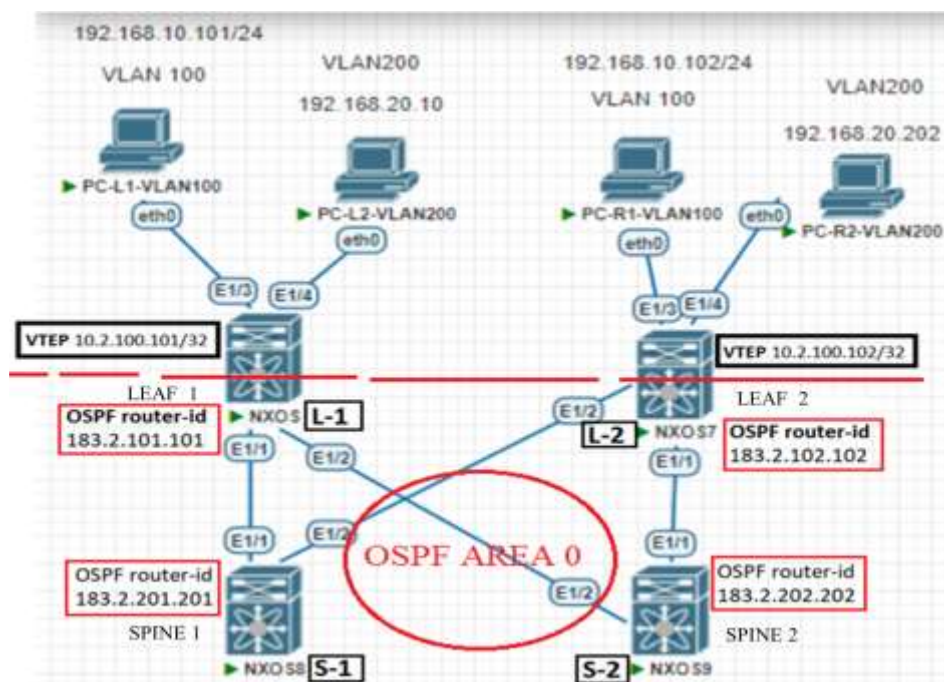 192.168.10.101/24
VLAN 100
VLAN200
192.168.20.10
192.168.10.102/24
VLAN 100
VLAN200
192.168.20.202
PC-L1-VLAN100
PC-L2-VLAN200
PC-R1-VLAN100
PC-R2-VLAN200
eth0
eth0
eth0
eth0
E1/3
E1/4
E1/3
E1/4
VTEP 10.2.100.101/32
VTEP 10.2.100.102/32
LEAF 1
LEAF 2
NXOS
L-1
L-2
NXOS7
OSPF router-id
183.2.101.101
OSPF router-id
183.2.102.102
E1/1
E1/2
E1/2
E1/1
OSPF AREA 0
E1/1
E1/2
E1/2
E1/1
OSPF router-id
183.2.201.201
OSPF router-id
183.2.202.202
SPINE 1
SPINE 2
NXOS8
S-1
S-2
NXOS9